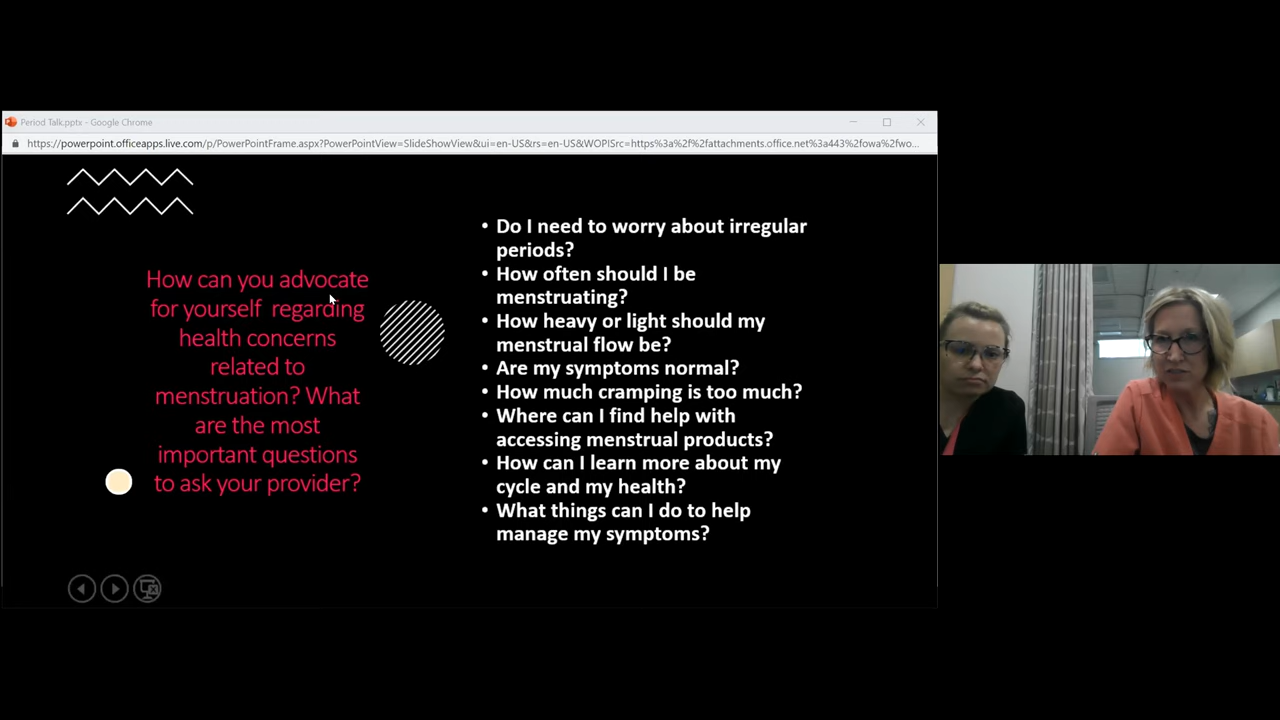 Period Talk.pptx - Google Chrome
https://powerpoint.officeapps.live.com/p/PowerPointFrame.aspx?PowerPointView=SlideShowView&ui=en-US&rs=en-US&WOPISrc=https%3a%2f%2fattachments.office.net%3a443%2fowa%2fwo...
How can you advocate
for yourself regarding
health concerns
related to
menstruation? What
are the most
important questions
to ask your provider?
• Do I need to worry about irregular
periods?
• How often should I be
menstruating?
• How heavy or light should my
menstrual flow be?
• Are my symptoms normal?
• How much cramping is too much?
• Where can I find help with
accessing menstrual products?
• How can I learn more about my
cycle and my health?
• What things can I do to help
manage my symptoms?